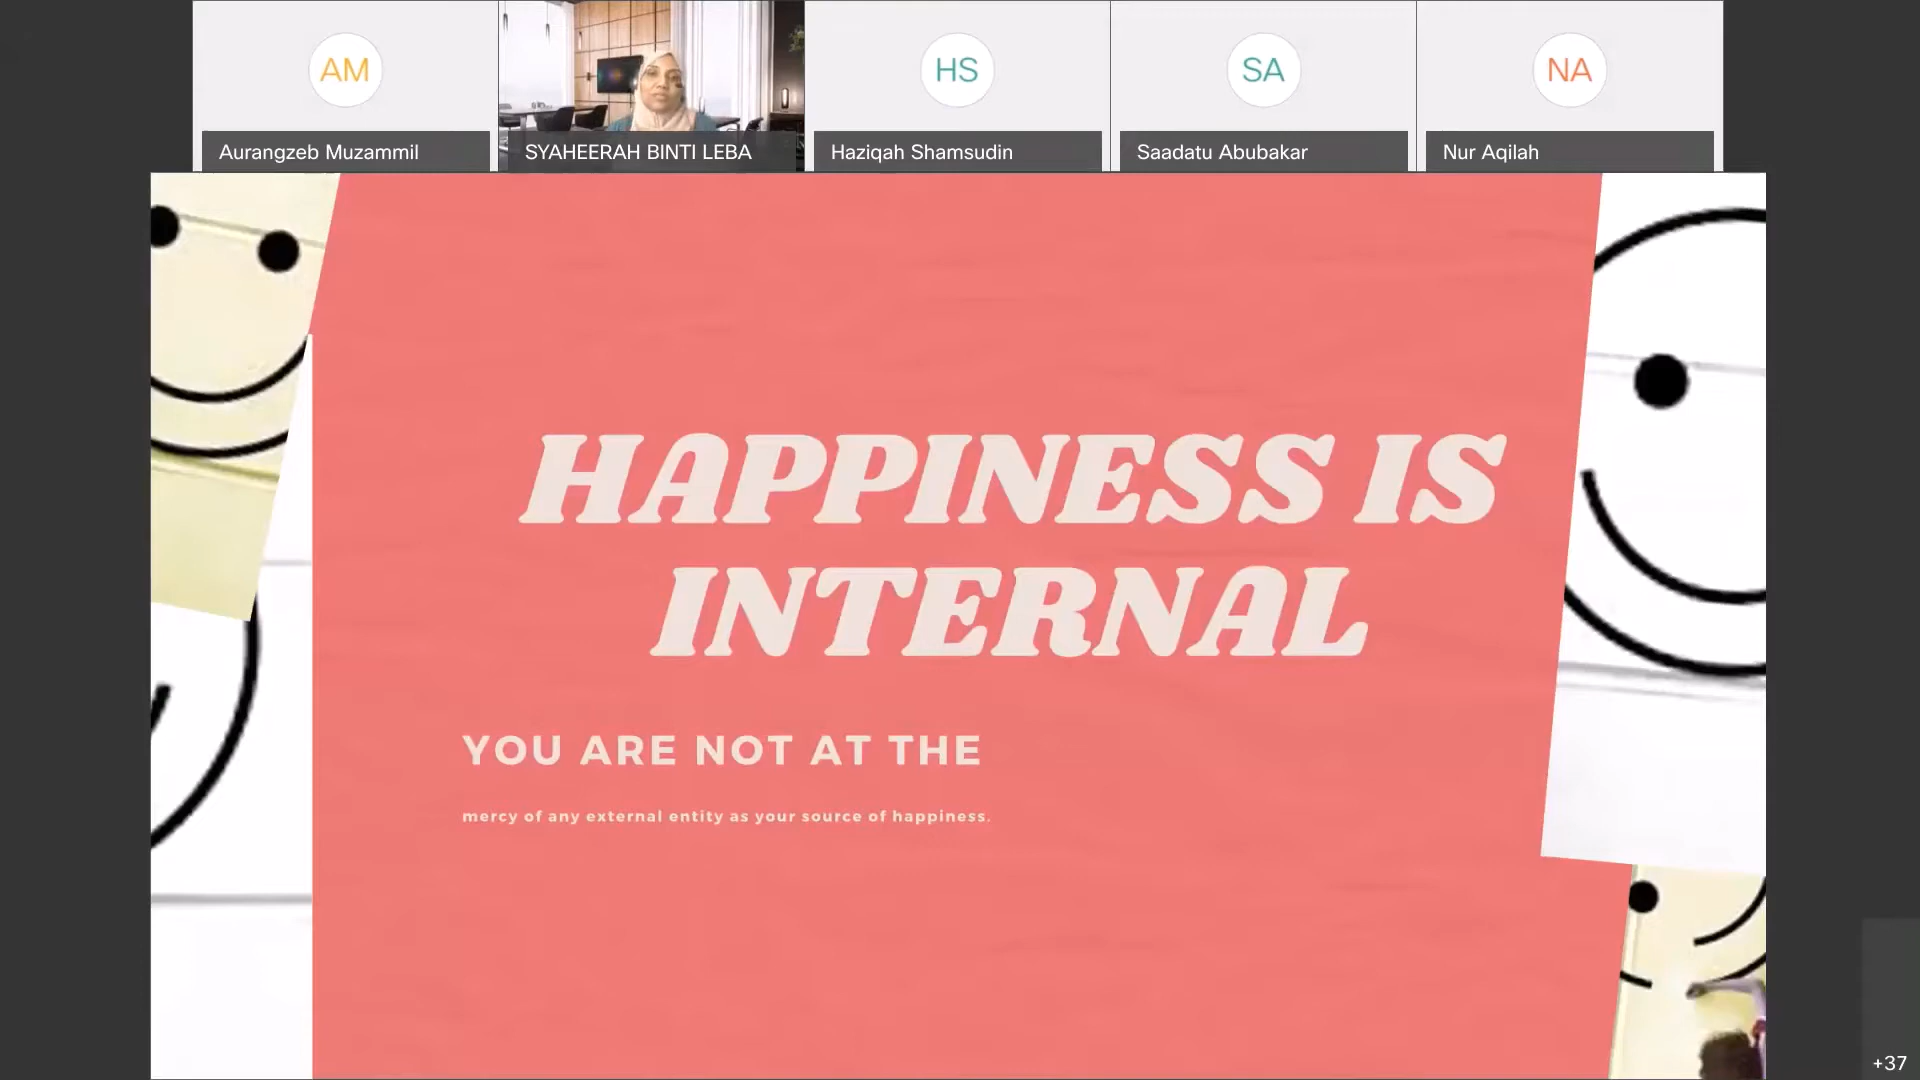 AM
HS
SA
NA
Aurangzeb Muzammil
SYAHEERAH BINTI LEBA
Haziqah Shamsudin
Saadatu Abubakar
Nur Aqilah
HAPPINESS IS
INTERNAL
YOU ARE NOT AT THE
mercy of any external entity as your source of happiness.
+37